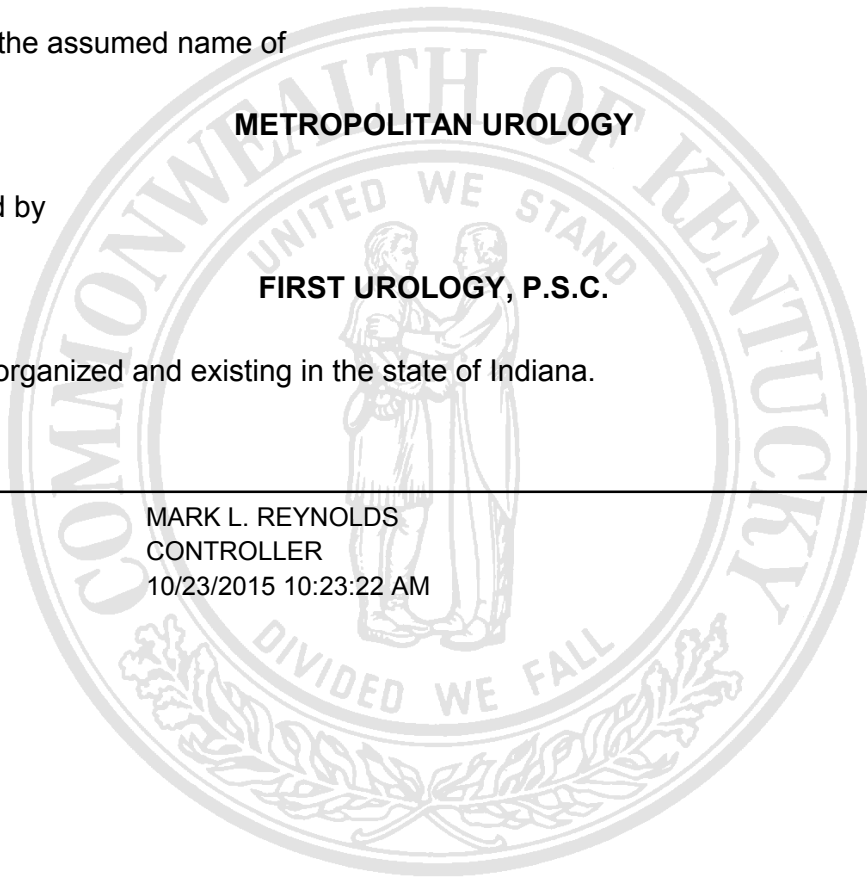 the assumed name of
METROPOLITAN UROLOGY
d by
FIRST UROLOGY, P.S.C.
organized and existing in the state of Indiana.
MARK L. REYNOLDS
CONTROLLER
10/23/2015 10:23:22 AM
COMMONWEALTH OF KENTUCKY
UNITED WE STAND
DIVIDED WE FALL